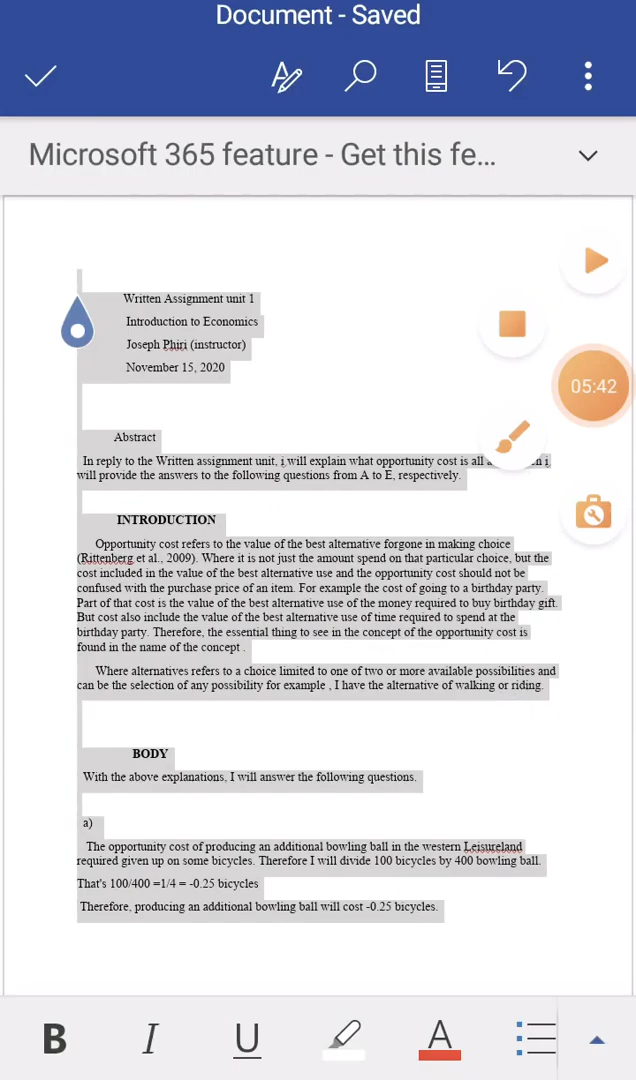 Document - Saved
Microsoft 365 feature - Get this fe...
Written Assignment unit 1
Introduction to Economics
Joseph Phiri (instructor)
November 15, 2020
05:42
Abstract
In reply to the Written assignment unit, i will explain what opportunity cost is all i
will provide the answers to the following questions from A to E, respectively.
INTRODUCTION
Opportunity cost refers to the value of the best alternative forgone in making choice
(Rittenberg et al., 2009). Where it is not just the amount spend on that particular choice, but the
cost included in the value of the best alternative use and the opportunity cost should not be
confused with the purchase price of an item. For example the cost of going to a birthday party.
Part of that cost is the value of the best alternative use of the money required to buy birthday gift.
But cost also include the value of the best alternative use of time required to spend at the
birthday party. Therefore, the essential thing to see in the concept of the opportunity cost is
found in the name of the concept .
Where alternatives refers to a choice limited to one of two or more available possibilities and
can be the selection of any possibility for example , I have the alternative of walking or riding.
BODY
With the above explanations, I will answer the following questions.
a)
The opportunity cost of producing an additional bowling ball in the western Leisureland
required given up on some bicycles. Therefore I will divide 100 bicycles by 400 bowling ball.
That's 100/400 =1/4 = -0.25 bicycles
Therefore, producing an additional bowling ball will cost -0.25 bicycles.
B I U A